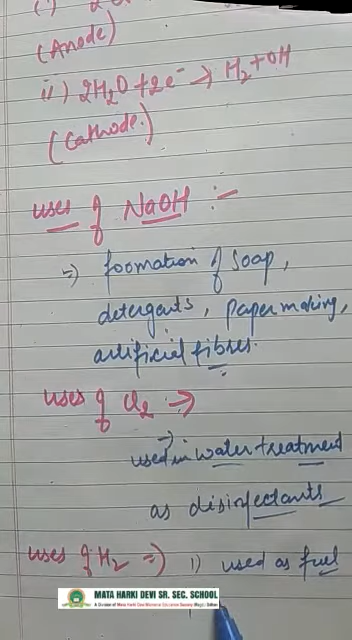 (Anode)
ii) 2H₂O + 2e⁻ → H₂ + OH
(Cathode.)
uses of NaOH :-
⇒ foomation of soap,
detergants, paper making,
artificial fibres.
uses of Cl₂ ⇒
→ used in water treatment
as disinfectants
uses of H₂ ⇒ 1) used as fuel
MATA HARKI DEVI SR. SEC. SCHOOL